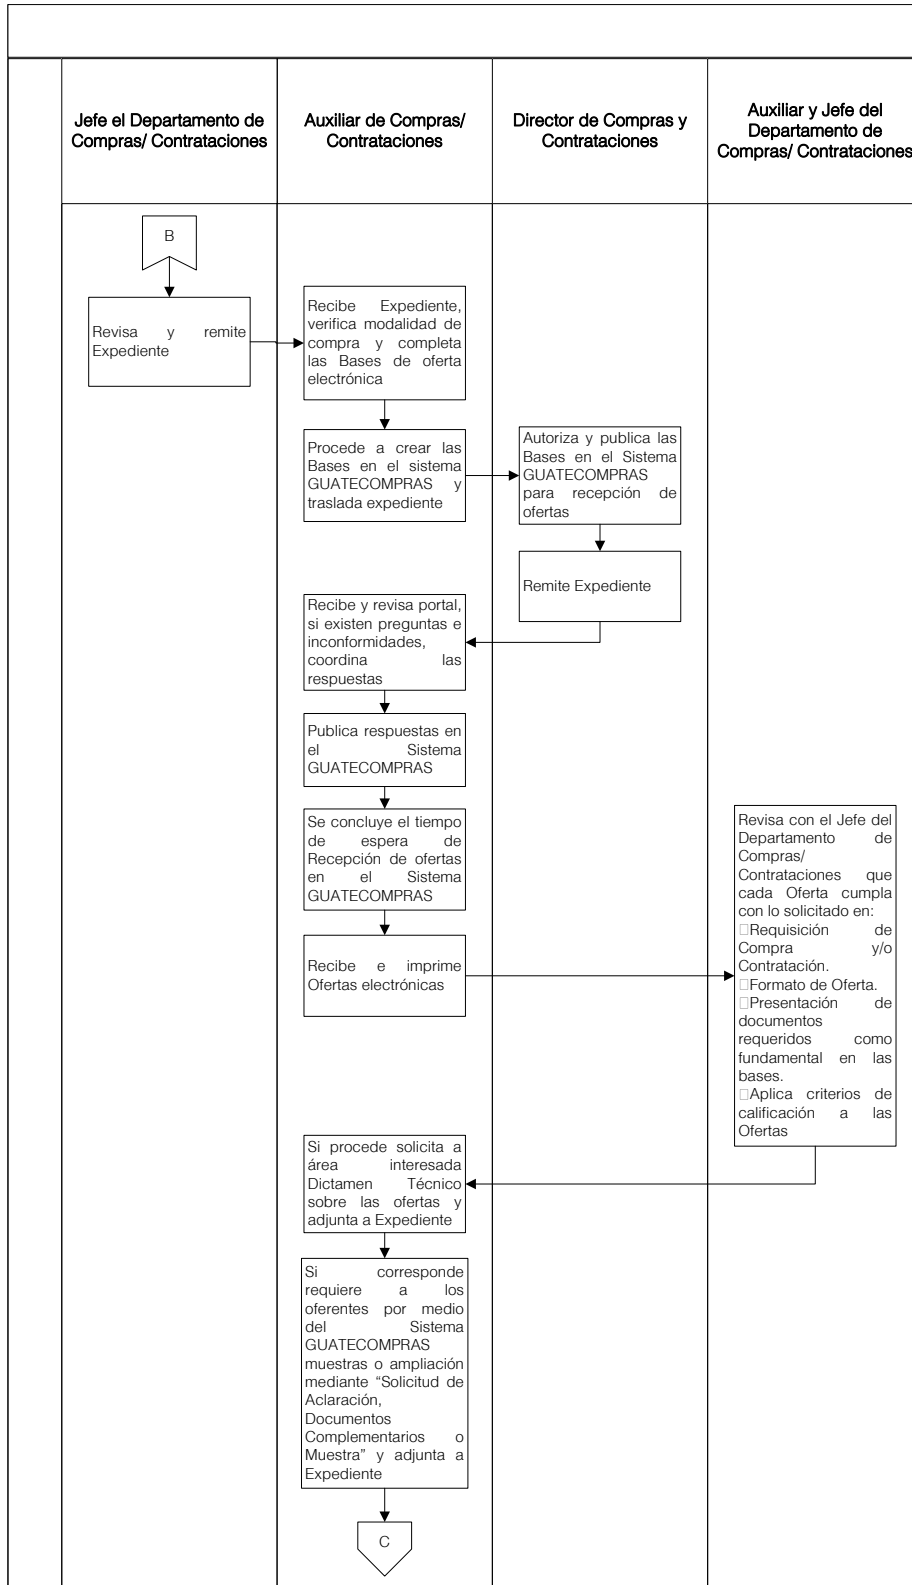 Jefe el Departamento de
Compras/ Contrataciones
Auxiliar de Compras/
Contrataciones
Director de Compras y
Contrataciones
Auxiliar y Jefe del
Departamento de
Compras/ Contrataciones
B
Revisa y remite
Expediente
Recibe Expediente,
verifica modalidad de
compra y completa
las Bases de oferta
electrónica
Procede a crear las
Bases en el sistema
GUATECOMPRAS y
traslada expediente
Autoriza y publica las
Bases en el Sistema
GUATECOMPRAS
para recepción de
ofertas
Remite Expediente
Recibe y revisa portal,
si existen preguntas e
inconformidades,
coordina las
respuestas
Publica respuestas en
el Sistema
GUATECOMPRAS
Se concluye el tiempo
de espera de
Recepción de ofertas
en el Sistema
GUATECOMPRAS
Recibe e imprime
Ofertas electrónicas
Revisa con el Jefe del
Departamento de
Compras/
Contrataciones que
cada Oferta cumpla
con lo solicitado en:
Requisición de
Compra y/o
Contratación.
Formato de Oferta.
Presentación de
documentos
requeridos como
fundamental en las
bases.
Aplica criterios de
calificación a las
Ofertas
Si procede solicita a
área interesada
Dictamen Técnico
sobre las ofertas y
adjunta a Expediente
Si corresponde
requiere a los
oferentes por medio
del Sistema
GUATECOMPRAS
muestras o ampliación
mediante “Solicitud de
Aclaración,
Documentos
Complementarios o
Muestra” y adjunta a
Expediente
C